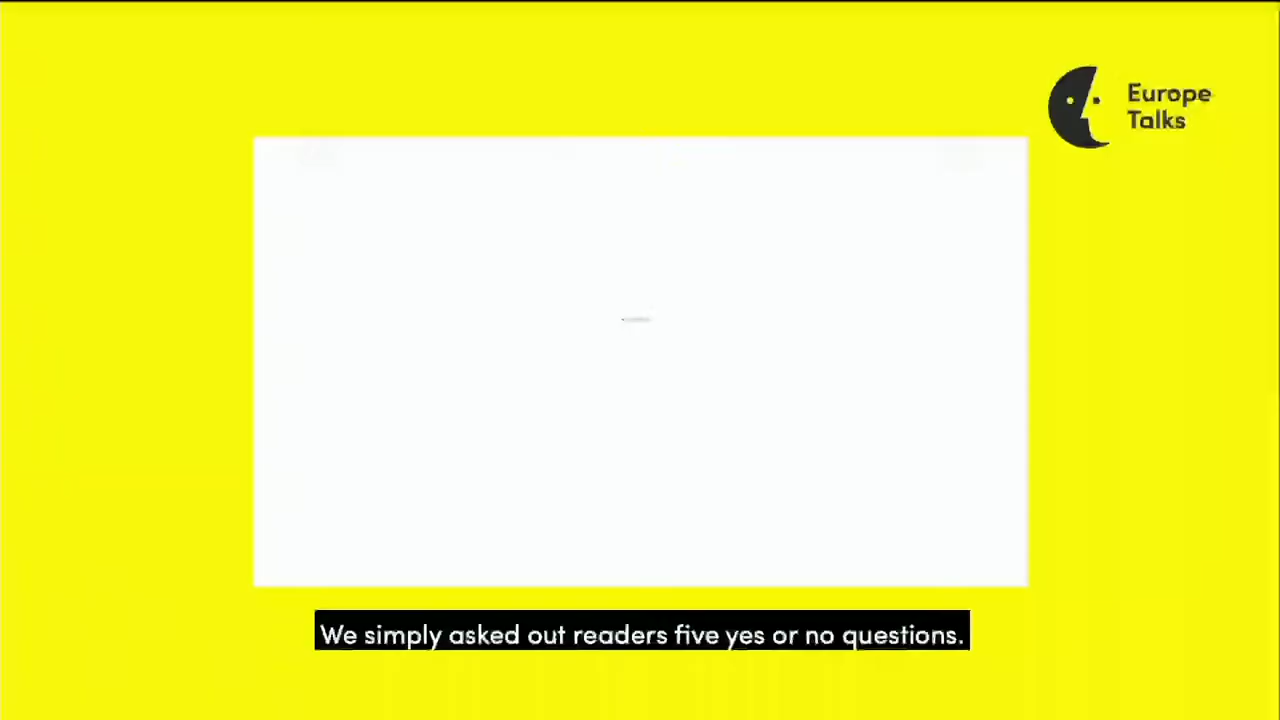 Europe
Talks
We simply asked out readers five yes or no questions.